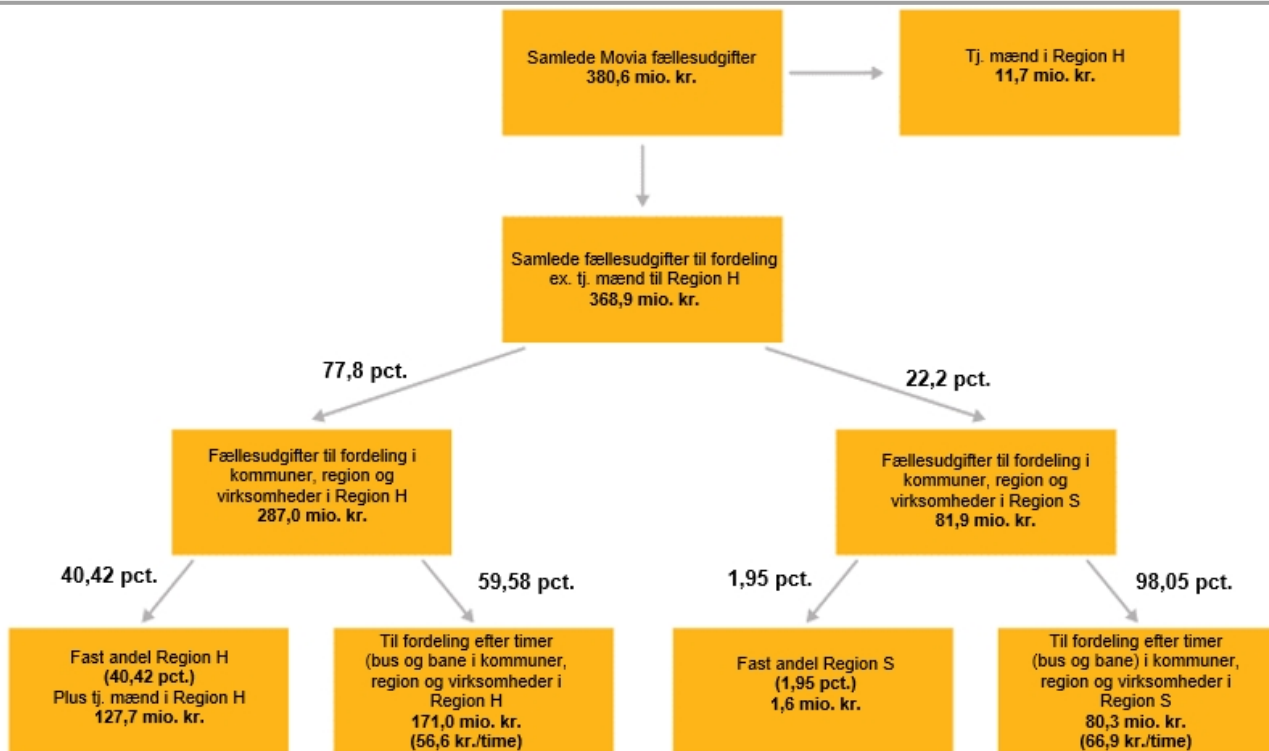 Samlede Movia fællesudgifter
380,6 mio. kr.
Tj. mænd i Region H
11,7 mio. kr.
Samlede fællesudgifter til fordeling
ex. tj. mænd til Region H
368,9 mio. kr.
77,8 pct.
22,2 pct.
Fællesudgifter til fordeling i
kommuner, region og
virksomheder i Region H
287,0 mio. kr.
Fællesudgifter til fordeling i
kommuner, region og
virksomheder i Region S
81,9 mio. kr.
40,42 pct.
59,58 pct.
1,95 pct.
98,05 pct.
Fast andel Region H
(40,42 pct.)
Plus tj. mænd i Region H
127,7 mio. kr.
Til fordeling efter timer
(bus og bane i kommuner,
region og virksomheder i
Region H
171,0 mio. kr.
(56,6 kr./time)
Fast andel Region S
(1,95 pct.)
1,6 mio. kr.
Til fordeling efter timer
(bus og bane) i kommuner,
region og virksomheder i
Region S
80,3 mio. kr.
(66,9 kr./time)